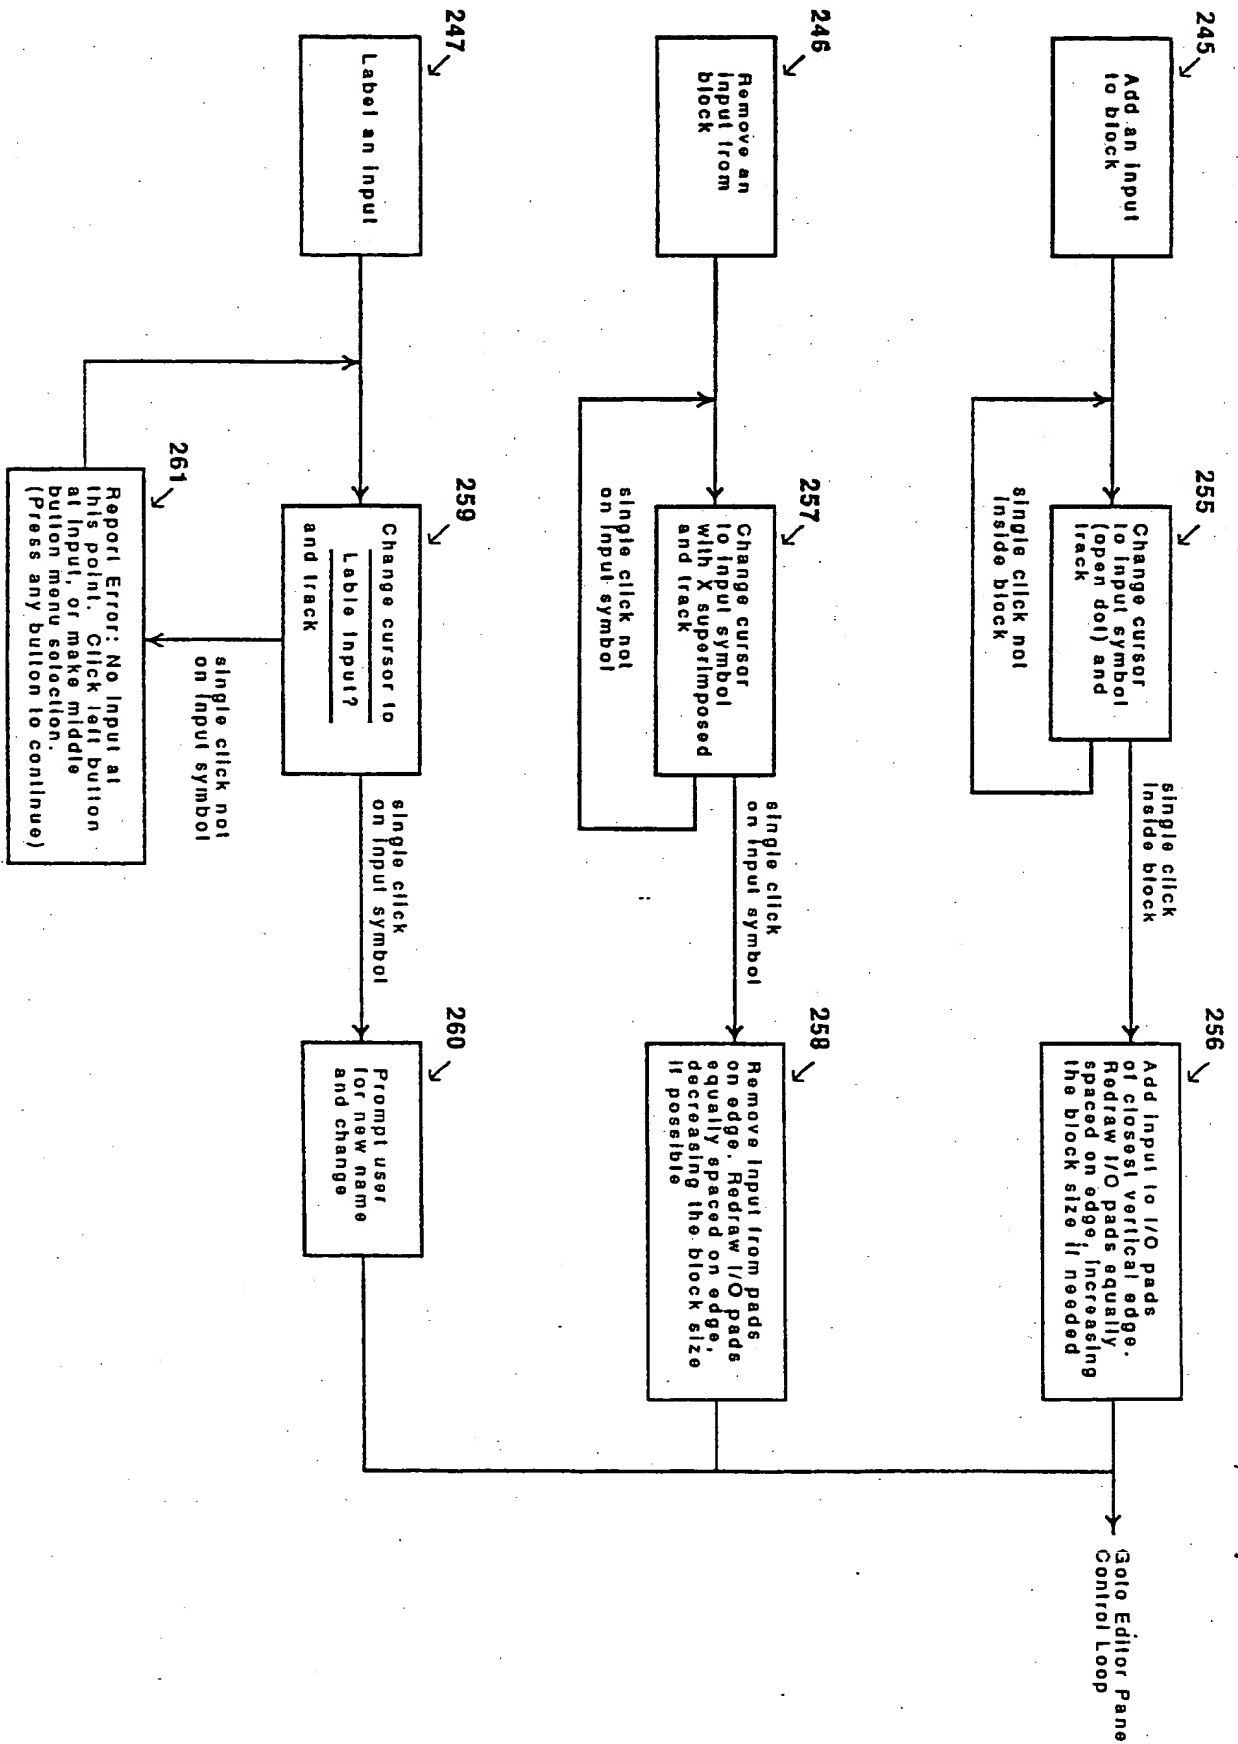 245
Add an input
to block
255
Change cursor
to input symbol
(open dot) and
track
single click not
inside block
single click
inside block
256
Add input to I/O pads
of closest vertical edge.
Redraw I/O pads equally
spaced on edge, increasing
the block size if needed
Goto Editor Pane
Control Loop
246
Remove an
input from
block
257
Change cursor
to input symbol
with X superimposed
and track
single click not
on input symbol
single click
on input symbol
258
Remove input from pads
on edge. Redraw I/O pads
equally spaced on edge,
decreasing the block size
if possible
247
Label an input
259
Change cursor to
Lable input?
and track
single click
on input symbol
260
Prompt user
for new name
and change
single click not
on input symbol
261
Report Error: No input at
this point. Click left button
at input, or make middle
button menu selection.
(Press any button to continue)